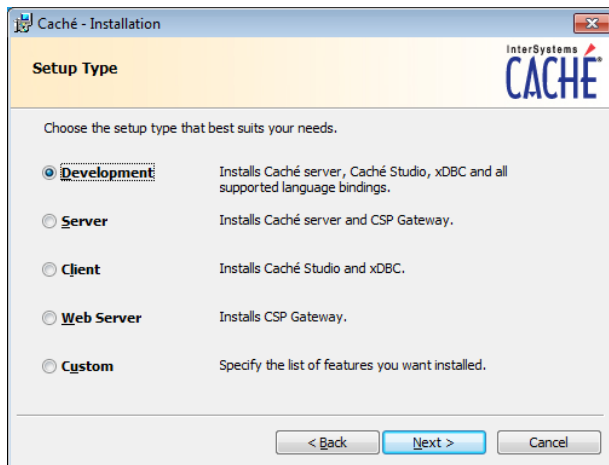 Caché - Installation
InterSystems
CACHÉ®
Setup Type
Choose the setup type that best suits your needs.
Development
Installs Caché server, Caché Studio, xDBC and all
supported language bindings.
Server
Installs Caché server and CSP Gateway.
Client
Installs Caché Studio and xDBC.
Web Server
Installs CSP Gateway.
Custom
Specify the list of features you want installed.
< Back
Next >
Cancel